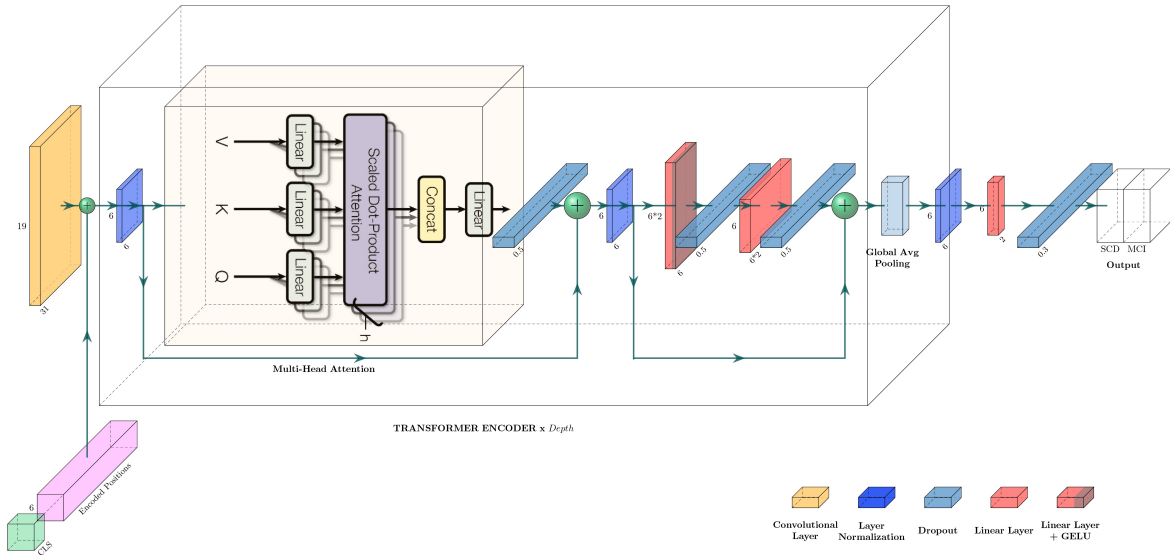 19
31
6
6
V
K
Q
Linear
Linear
Linear
Scaled Dot-Product
Attention
h
Concat
Linear
Multi-Head Attention
0.5
6
6
6*2
6
0.5
6
6*2
0.5
Global Avg
Pooling
6
6
6
2
0.3
SCD
MCI
Output
TRANSFORMER ENCODER x Depth
Encoded Positions
6
CLS
Convolutional
Layer
Layer
Normalization
Dropout
Linear Layer
Linear Layer
+ GELU